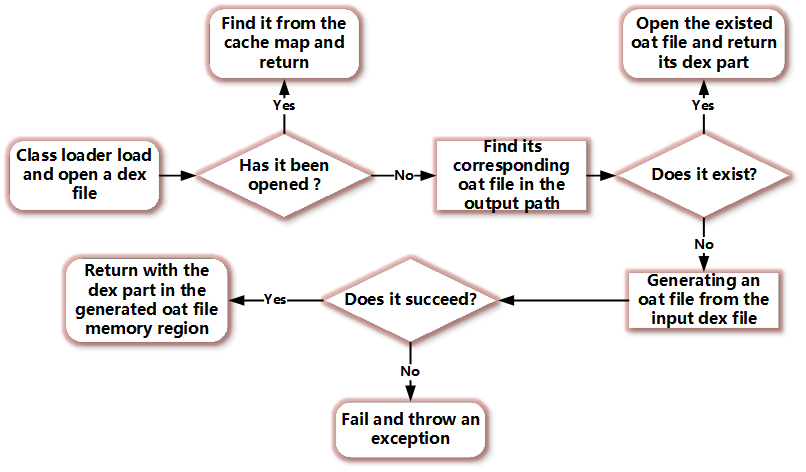 Find it from the
cache map and
return
Open the existed
oat file and return
its dex part
Yes
Yes
Class loader load
and open a dex
file
Has it been
opened ?
No
Find its
corresponding
oat file in the
output path
Does it exist?
No
Return with the
dex part in the
generated oat file
memory region
Yes
Does it succeed?
Generating an
oat file from the
input dex file
No
Fail and throw an
exception